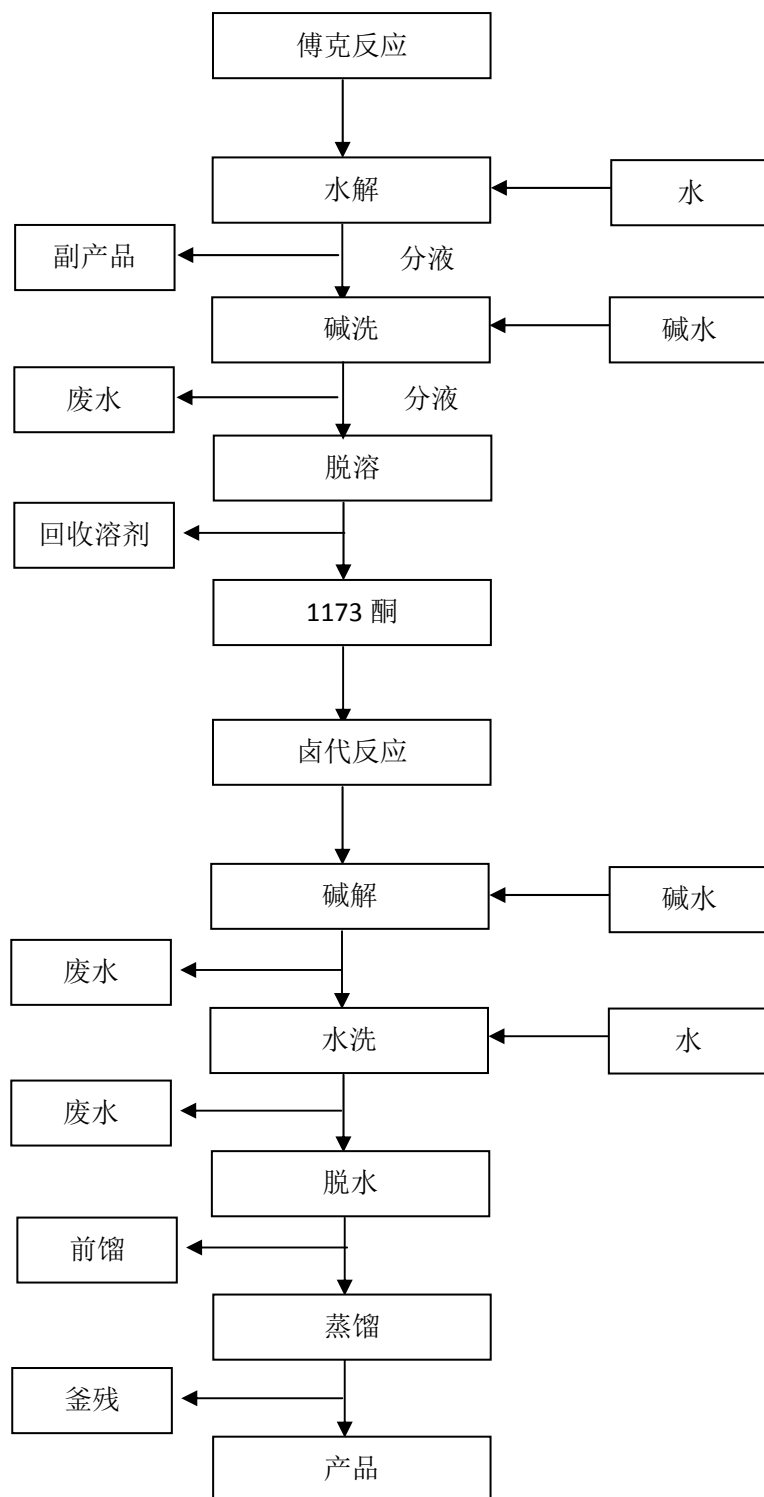 傅克反应
水解
水
副产品
分液
碱洗
碱水
废水
分液
脱溶
回收溶剂
1173 酮
卤代反应
碱解
碱水
废水
水洗
水
废水
脱水
前馏
蒸馏
釜残
产品